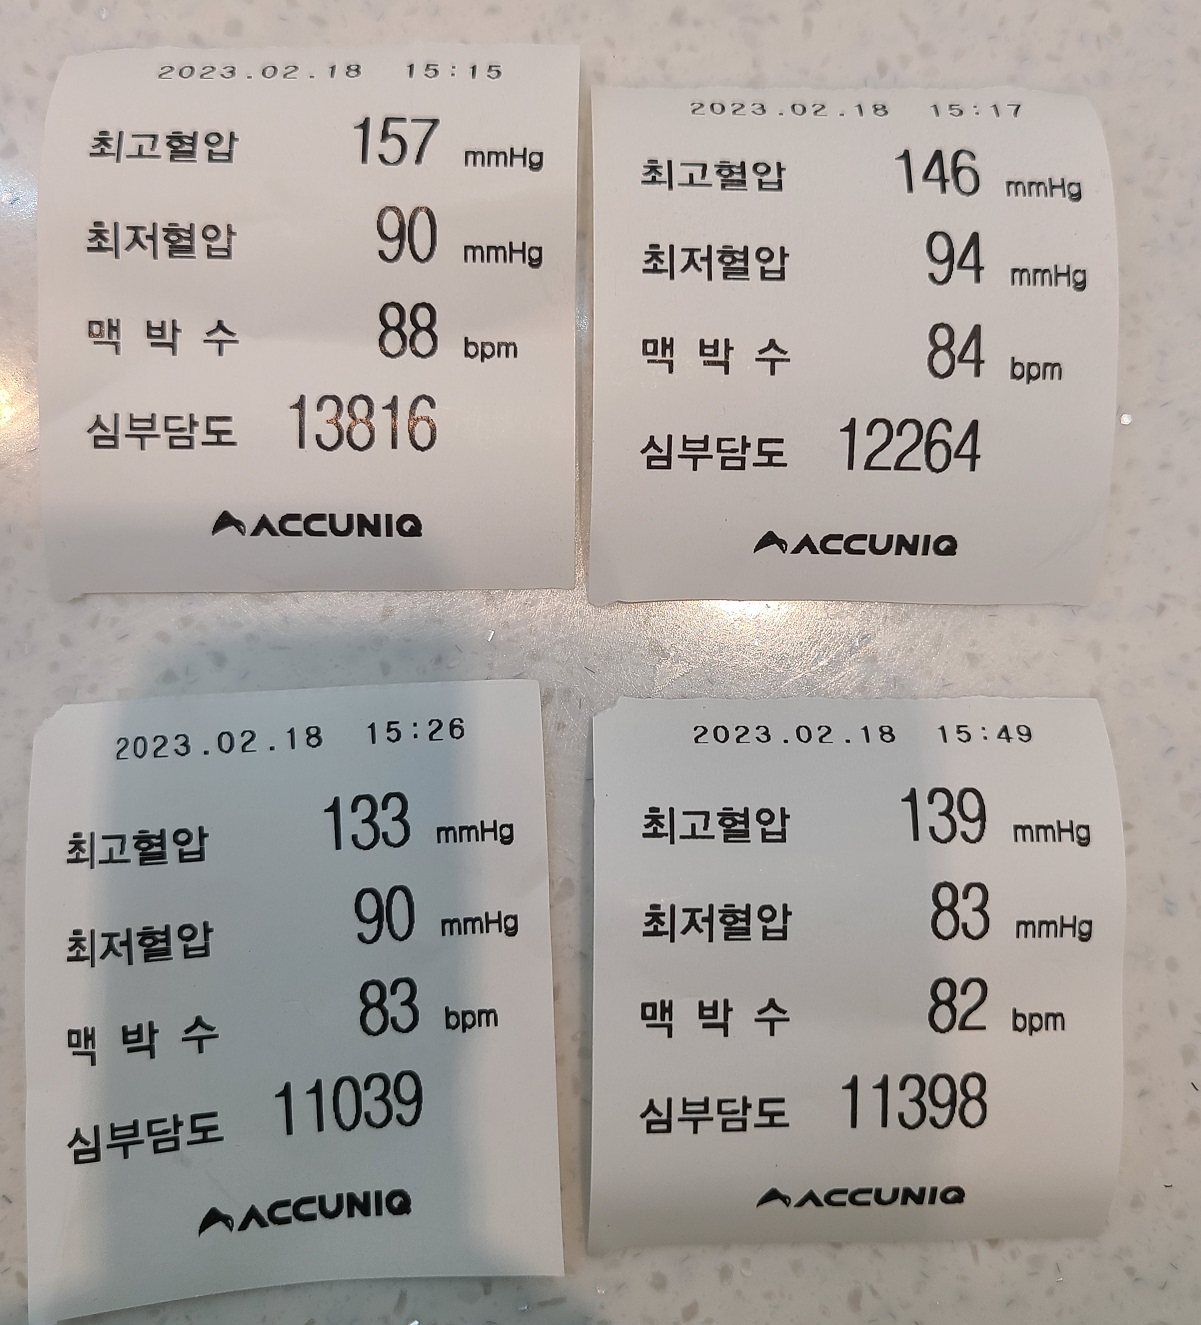 2023.02.18 15:15
최고혈압 157 mmHg
최저혈압 90 mmHg
맥 박 수 88 bpm
심부담도 13816
ACCUNIQ
2023.02.18 15:17
최고혈압 146 mmHg
최저혈압 94 mmHg
맥 박 수 84 bpm
심부담도 12264
ACCUNIQ
2023.02.18 15:26
최고혈압 133 mmHg
최저혈압 90 mmHg
맥 박 수 83 bpm
심부담도 11039
ACCUNIQ
2023.02.18 15:49
최고혈압 139 mmHg
최저혈압 83 mmHg
맥 박 수 82 bpm
심부담도 11398
ACCUNIQ